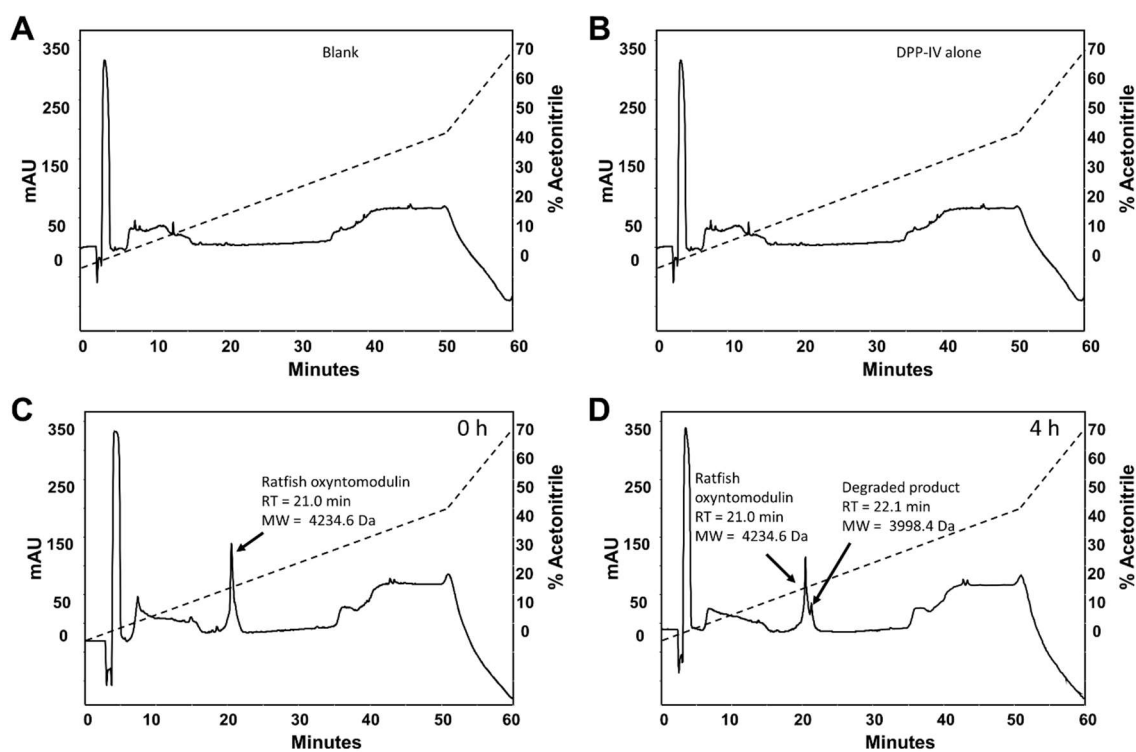 A
Blank
350
250
150
50
0
mAU
70
60
50
40
30
20
10
0
% Acetonitrile
0 10 20 30 40 50 60
Minutes
B
DPP-IV alone
350
250
150
50
0
mAU
70
60
50
40
30
20
10
0
% Acetonitrile
0 10 20 30 40 50 60
Minutes
C
0 h
Ratfish oxyntomodulin
RT = 21.0 min
MW = 4234.6 Da
350
250
150
50
0
mAU
70
60
50
40
30
20
10
0
% Acetonitrile
0 10 20 30 40 50 60
Minutes
D
4 h
Ratfish
oxyntomodulin
RT = 21.0 min
MW = 4234.6 Da
Degraded product
RT = 22.1 min
MW = 3998.4 Da
350
250
150
50
0
mAU
70
60
50
40
30
20
10
0
% Acetonitrile
0 10 20 30 40 50 60
Minutes